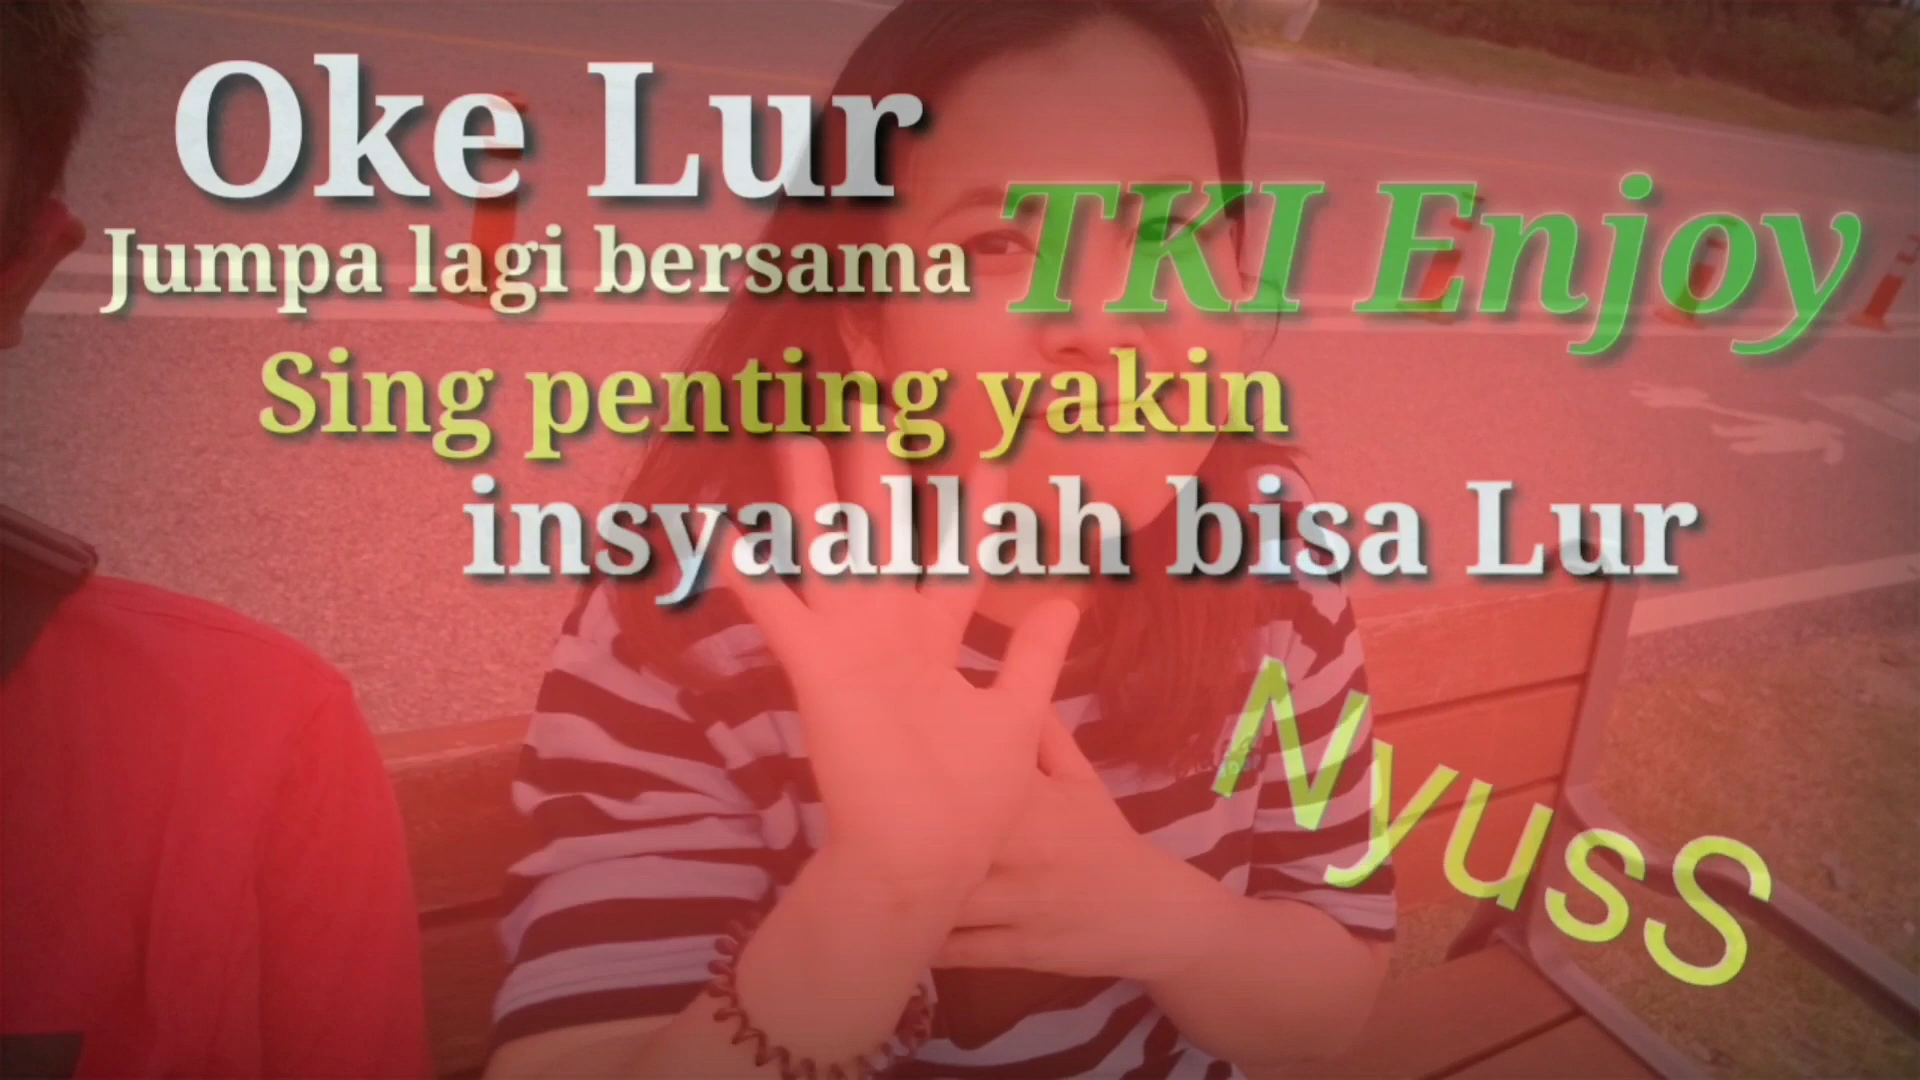 Oke Lur
Jumpa lagi bersama TKI Enjoy
Sing penting yakin
insyaallah bisa Lur
NyusS